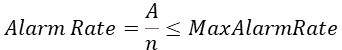 Alarm Rate = A/n ≤ MaxAlarmRate